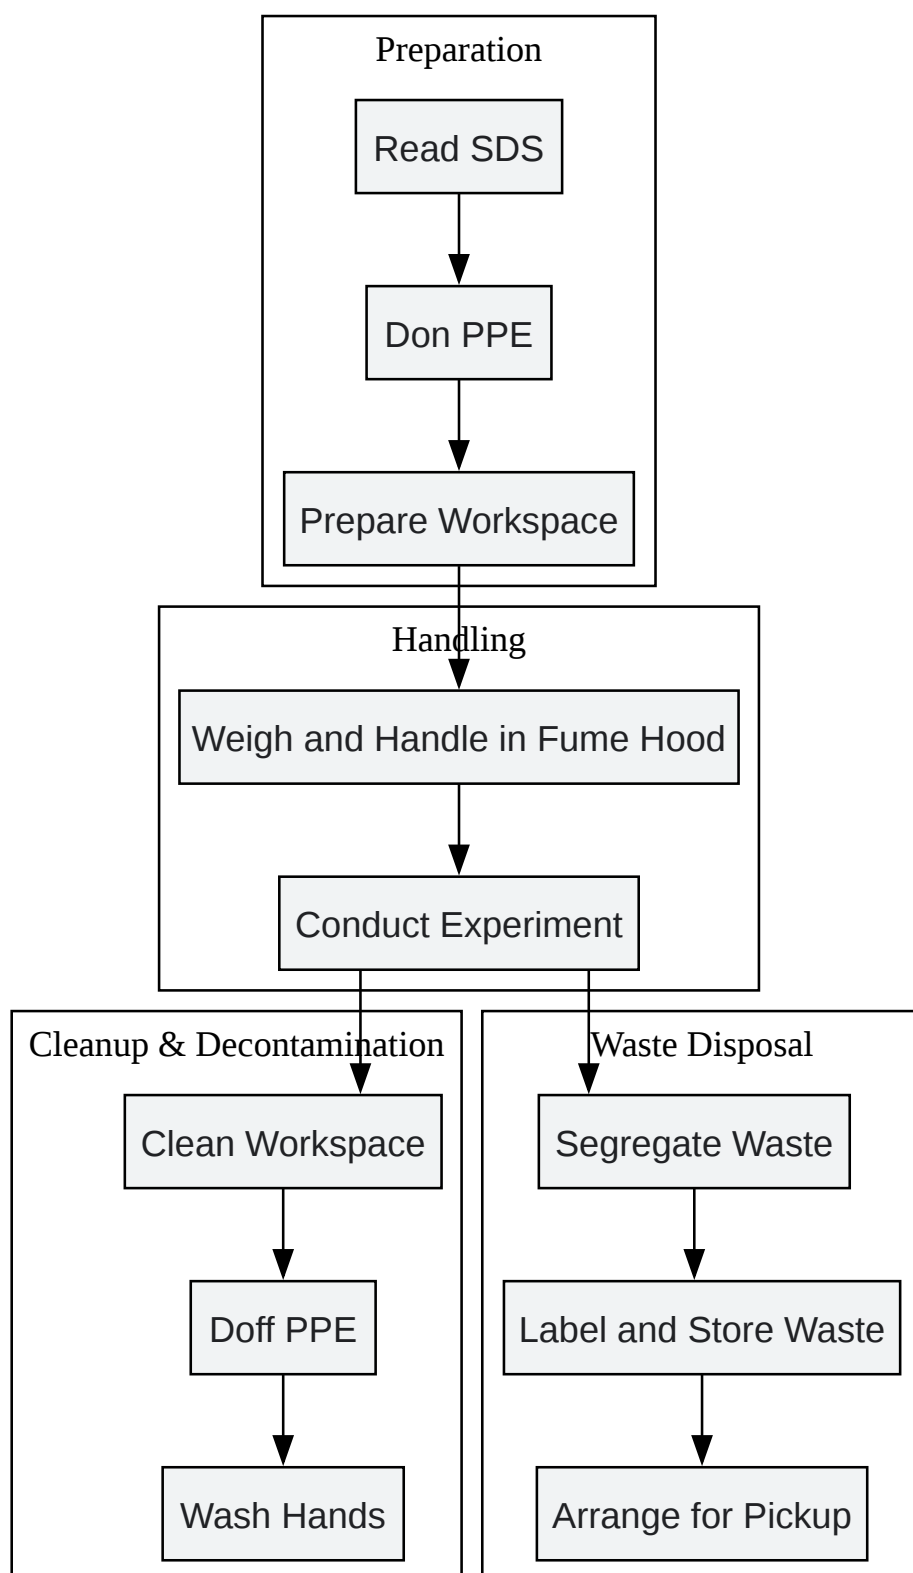 Preparation
Read SDS
Don PPE
Prepare Workspace
Handling
Weigh and Handle in Fume Hood
Conduct Experiment
Cleanup & Decontamination
Clean Workspace
Doff PPE
Wash Hands
Waste Disposal
Segregate Waste
Label and Store Waste
Arrange for Pickup